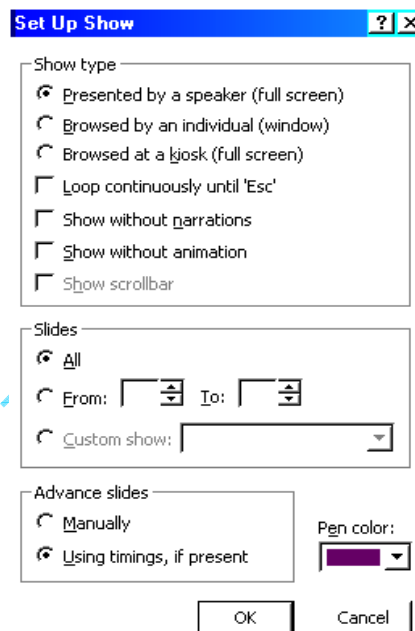 Set Up Show
Show type
Presented by a speaker (full screen)
Browsed by an individual (window)
Browsed at a kiosk (full screen)
Loop continuously until 'Esc'
Show without narrations
Show without animation
Show scrollbar
Slides
All
From: To:
Custom show:
Advance slides
Manually
Using timings, if present
Pen color:
OK Cancel